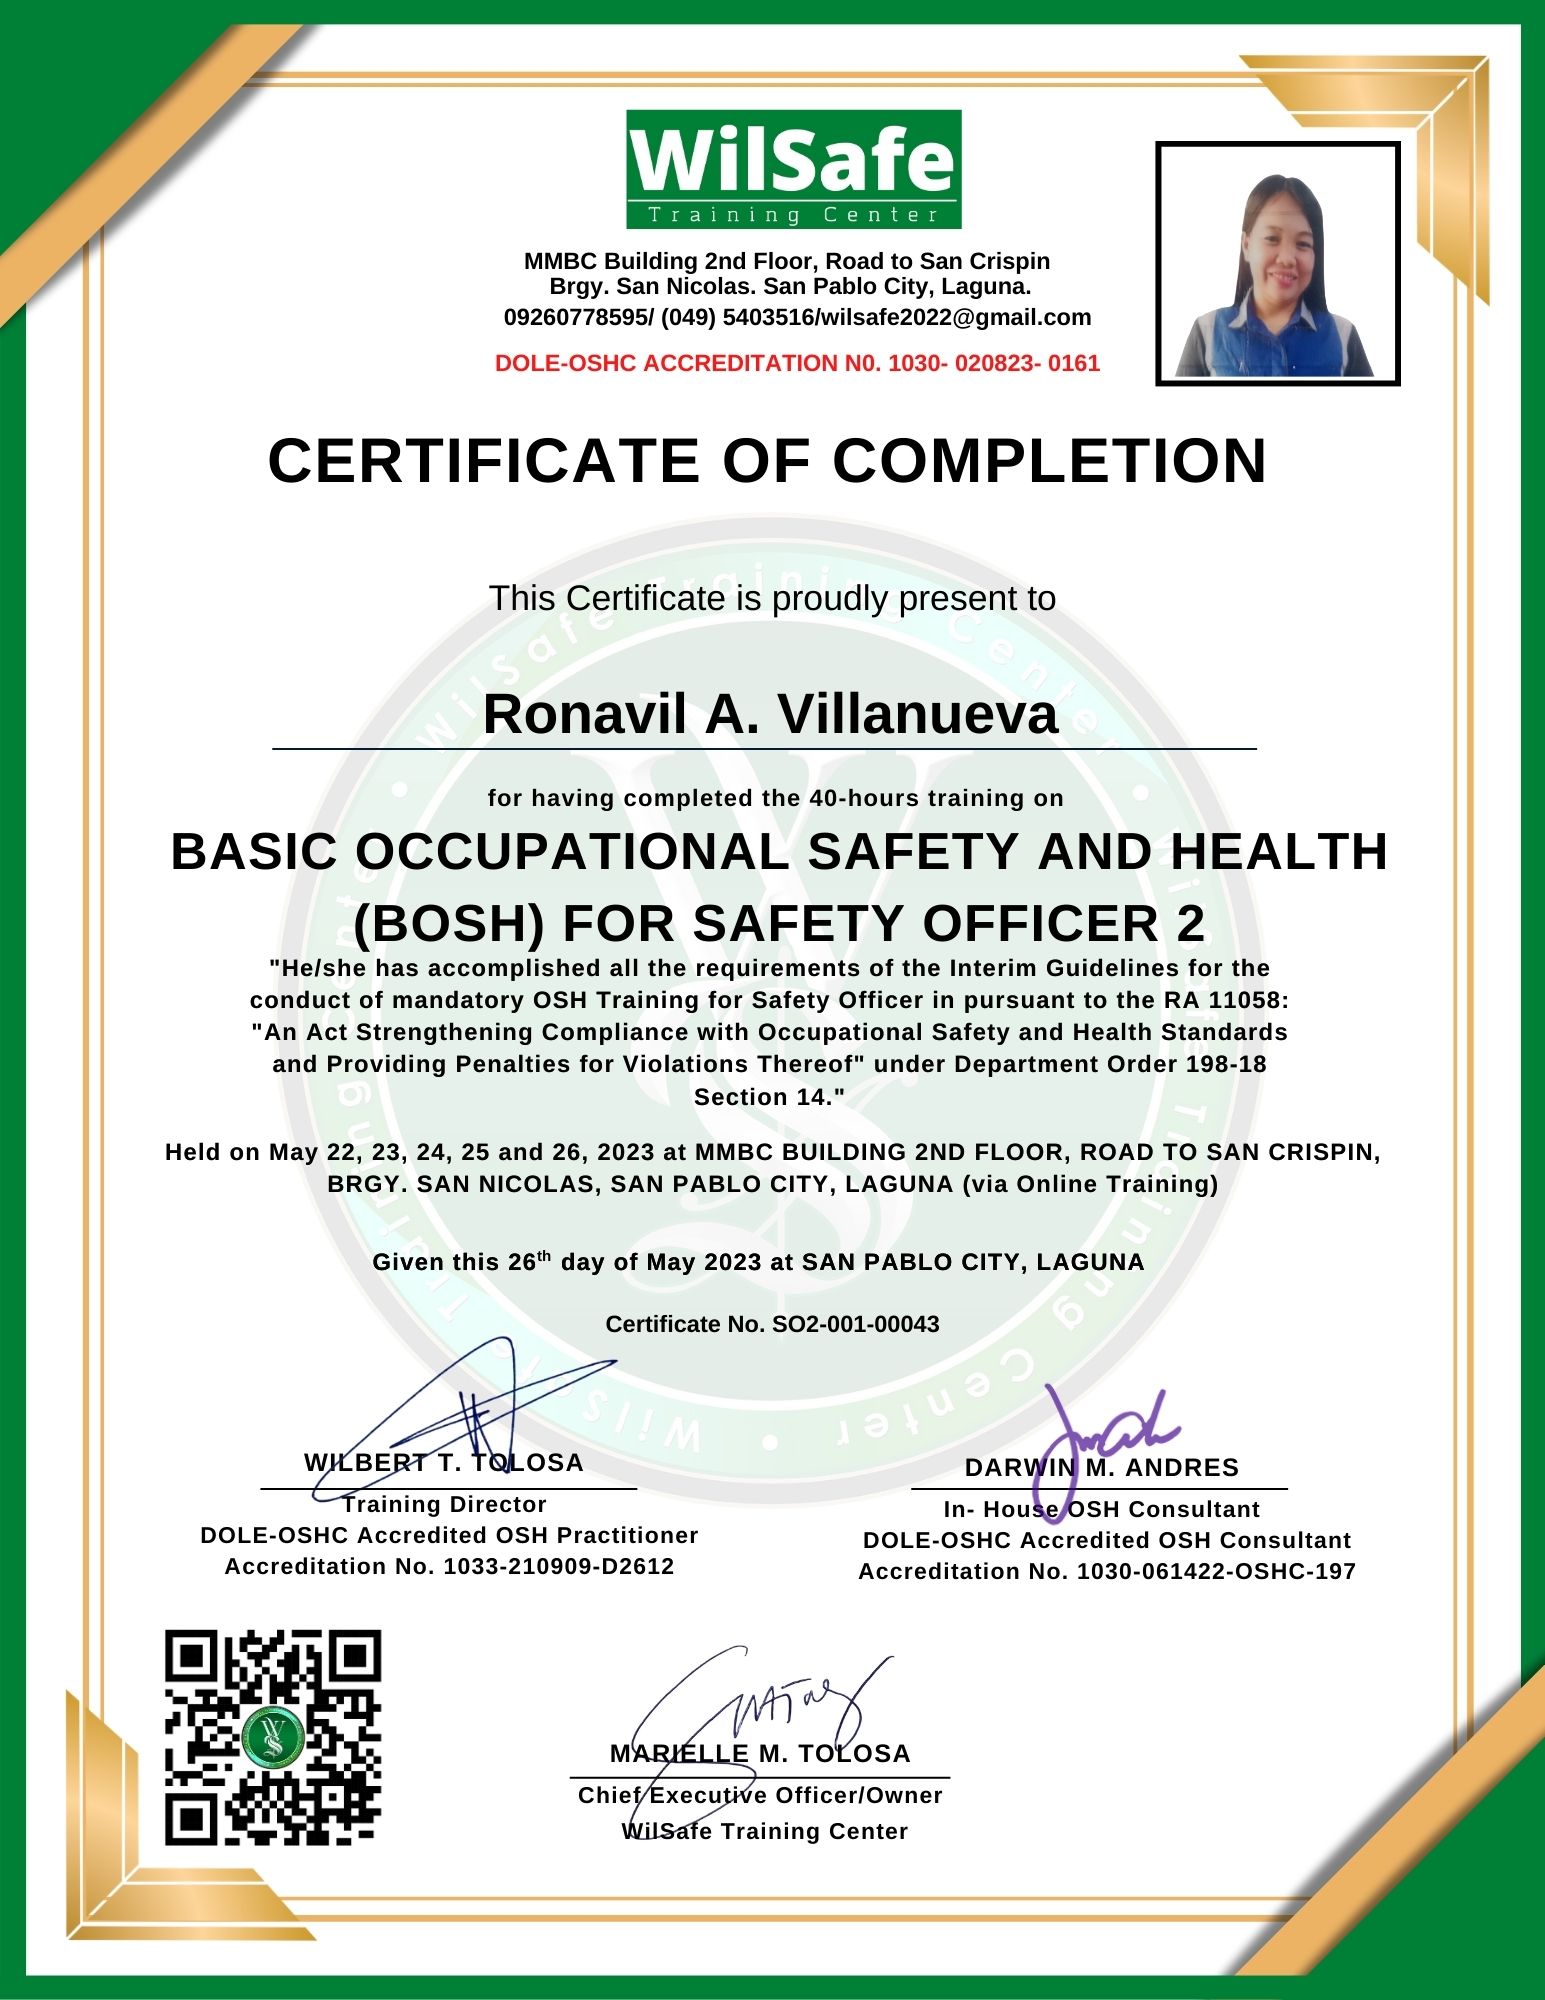 WilSafe
Training Center
MMBC Building 2nd Floor, Road to San Crispin
Brgy. San Nicolas. San Pablo City, Laguna.
09260778595/ (049) 5403516/wilsafe2022@gmail.com
DOLE-OSHC ACCREDITATION N0. 1030- 020823- 0161
CERTIFICATE OF COMPLETION
This Certificate is proudly present to
Ronavil A. Villanueva
for having completed the 40-hours training on
BASIC OCCUPATIONAL SAFETY AND HEALTH
(BOSH) FOR SAFETY OFFICER 2
"He/she has accomplished all the requirements of the Interim Guidelines for the
conduct of mandatory OSH Training for Safety Officer in pursuant to the RA 11058:
"An Act Strengthening Compliance with Occupational Safety and Health Standards
and Providing Penalties for Violations Thereof" under Department Order 198-18
Section 14."
Held on May 22, 23, 24, 25 and 26, 2023 at MMBC BUILDING 2ND FLOOR, ROAD TO SAN CRISPIN,
BRGY. SAN NICOLAS, SAN PABLO CITY, LAGUNA (via Online Training)
Given this 26th day of May 2023 at SAN PABLO CITY, LAGUNA
Certificate No. SO2-001-00043
WilSafe Training Center • WilSafe Training Center • WilSafe Training Center •
WILBERT T. TOLOSA
Training Director
DOLE-OSHC Accredited OSH Practitioner
Accreditation No. 1033-210909-D2612
DARWIN M. ANDRES
In- House OSH Consultant
DOLE-OSHC Accredited OSH Consultant
Accreditation No. 1030-061422-OSHC-197
MARIELLE M. TOLOSA
Chief Executive Officer/Owner
WilSafe Training Center